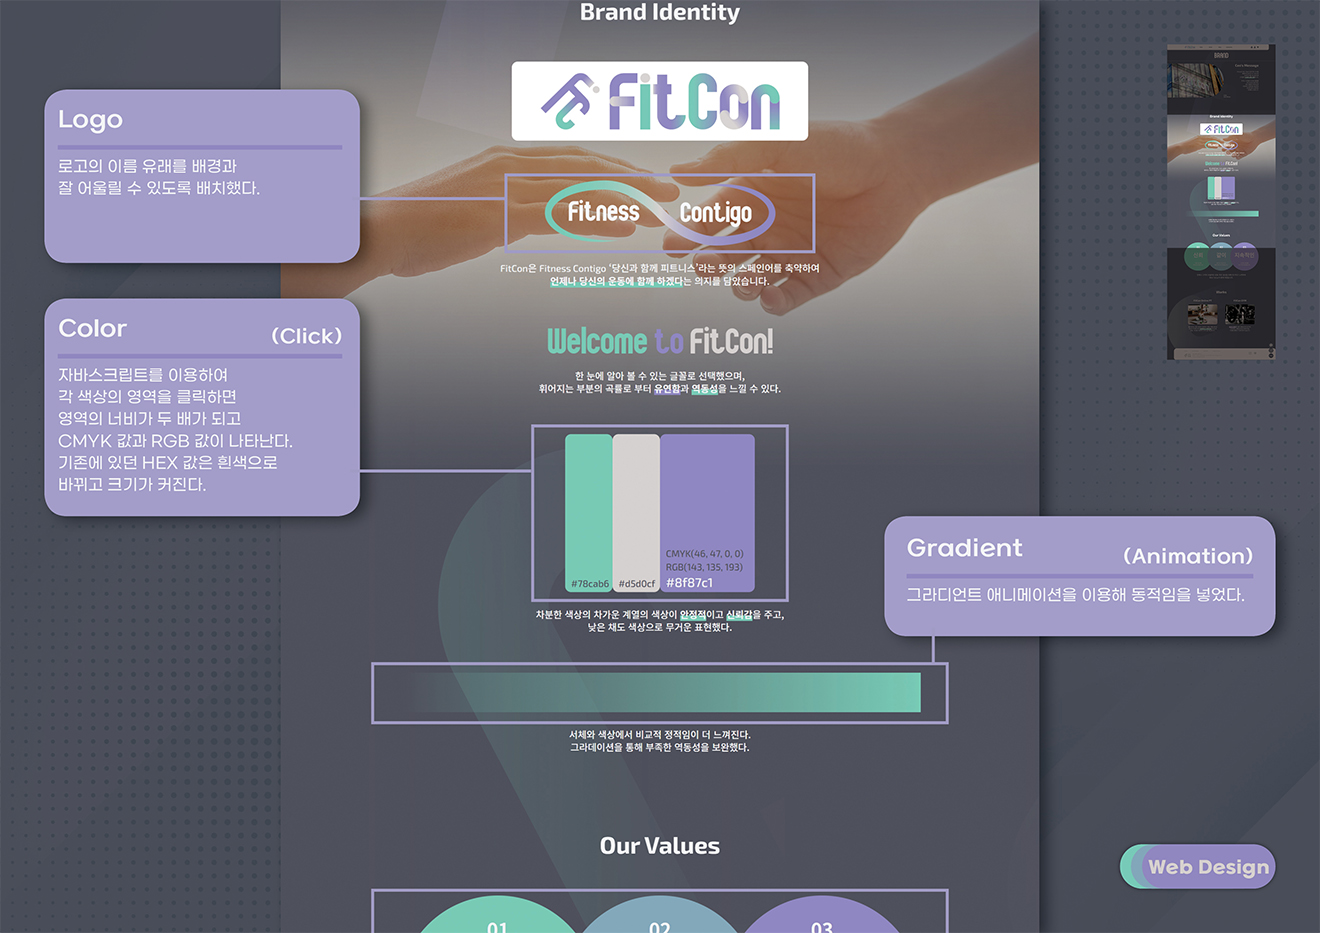 Brand Identity
FitCon
Logo
로고의 이름 유래를 배경과
잘 어울릴 수 있도록 배치했다.
Fitness Contigo
FitCon은 Fitness Contigo '당신과 함께 피트니스'라는 뜻의 스페인어를 축약하여
언제나 당신의 운동에 함께 하겠다는 의지를 담았습니다.
Color (Click)
자바스크립트를 이용하여
각 색상의 영역을 클릭하면
영역의 너비가 두 배가 되고
CMYK 값과 RGB 값이 나타난다.
기존에 있던 HEX 값은 흰색으로
바뀌고 크기가 커진다.
Welcome to FitCon!
한 눈에 알아 볼 수 있는 글꼴로 선택했으며,
휘어지는 부분의 곡률로 부터 유연함과 역동성을 느낄 수 있다.
CMYK(46, 47, 0, 0)
RGB(143, 135, 193)
#78cab6 #d5d0cf #8f87c1
차분한 색상의 차가운 계열의 색상이 안정적이고 신뢰감을 주고,
낮은 채도 색상으로 무거운 표현했다.
Gradient (Animation)
그라디언트 애니메이션을 이용해 동적임을 넣었다.
서체와 색상에서 비교적 정적임이 더 느껴진다.
그라데이션을 통해 부족한 역동성을 보완했다.
Our Values
01 02 03
Web Design